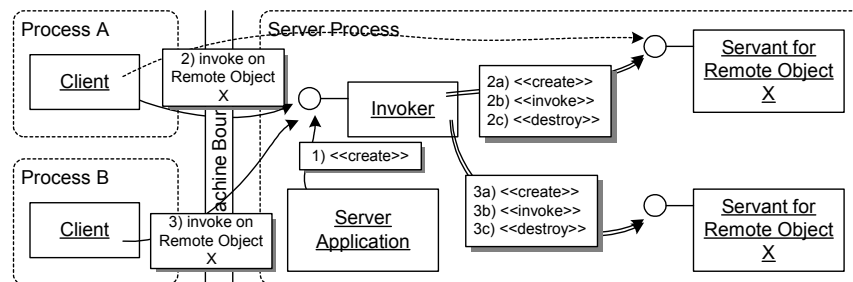 Process A
Client
2) invoke on
Remote Object
X
Server Process
Invoker
2a) <<create>>
2b) <<invoke>>
2c) <<destroy>>
Servant for
Remote Object
X
1) <<create>>
Process B
Client
3) invoke on
Remote Object
X
Server
Application
3a) <<create>>
3b) <<invoke>>
3c) <<destroy>>
Servant for
Remote Object
X